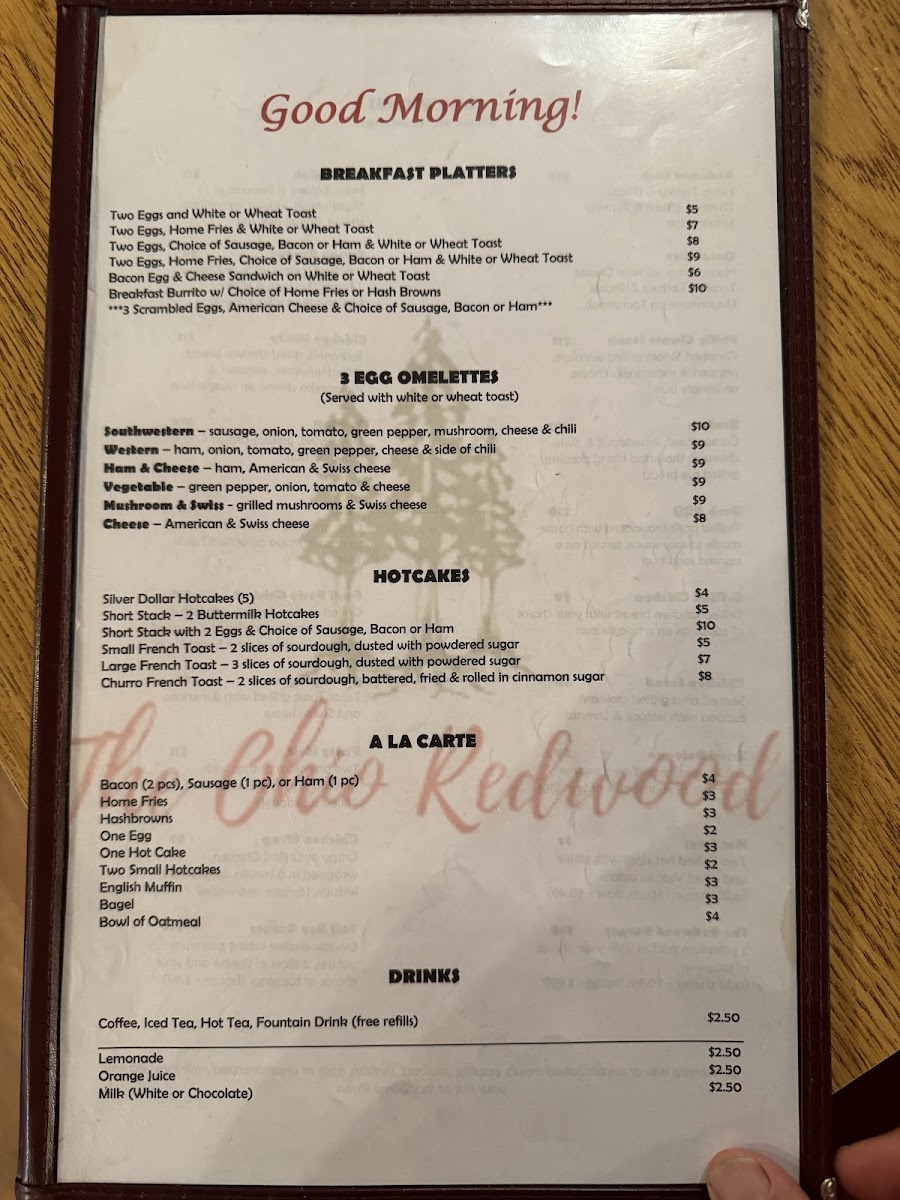 Good Morning!
BREAKFAST PLATTERS
Two Eggs and White or Wheat Toast $5
Two Eggs, Home Fries & White or Wheat Toast $7
Two Eggs, Choice of Sausage, Bacon or Ham & White or Wheat Toast $8
Two Eggs, Home Fries, Choice of Sausage, Bacon or Ham & White or Wheat Toast $9
Bacon Egg & Cheese Sandwich on White or Wheat Toast $6
Breakfast Burrito w/ Choice of Home Fries or Hash Browns $10
***3 Scrambled Eggs, American Cheese & Choice of Sausage, Bacon or Ham***
3 EGG OMELETTES
(Served with white or wheat toast)
Southwestern – sausage, onion, tomato, green pepper, mushroom, cheese & chili $10
Western – ham, onion, tomato, green pepper, cheese & side of chili $9
Ham & Cheese – ham, American & Swiss cheese $9
Vegetable – green pepper, onion, tomato & cheese $9
Mushroom & Swiss - grilled mushrooms & Swiss cheese $9
Cheese – American & Swiss cheese $8
HOTCAKES
Silver Dollar Hotcakes (5) $4
Short Stack – 2 Buttermilk Hotcakes $5
Short Stack with 2 Eggs & Choice of Sausage, Bacon or Ham $10
Small French Toast – 2 slices of sourdough, dusted with powdered sugar $5
Large French Toast – 3 slices of sourdough, dusted with powdered sugar $7
Churro French Toast – 2 slices of sourdough, battered, fried & rolled in cinnamon sugar $8
A LA CARTE
The Ohio Redwood
Bacon (2 pcs), Sausage (1 pc), or Ham (1 pc) $4
Home Fries $3
Hashbrowns $3
One Egg $2
One Hot Cake $3
Two Small Hotcakes $2
English Muffin $3
Bagel $3
Bowl of Oatmeal $4
DRINKS
Coffee, Iced Tea, Hot Tea, Fountain Drink (free refills) $2.50
Lemonade $2.50
Orange Juice $2.50
Milk (White or Chocolate) $2.50